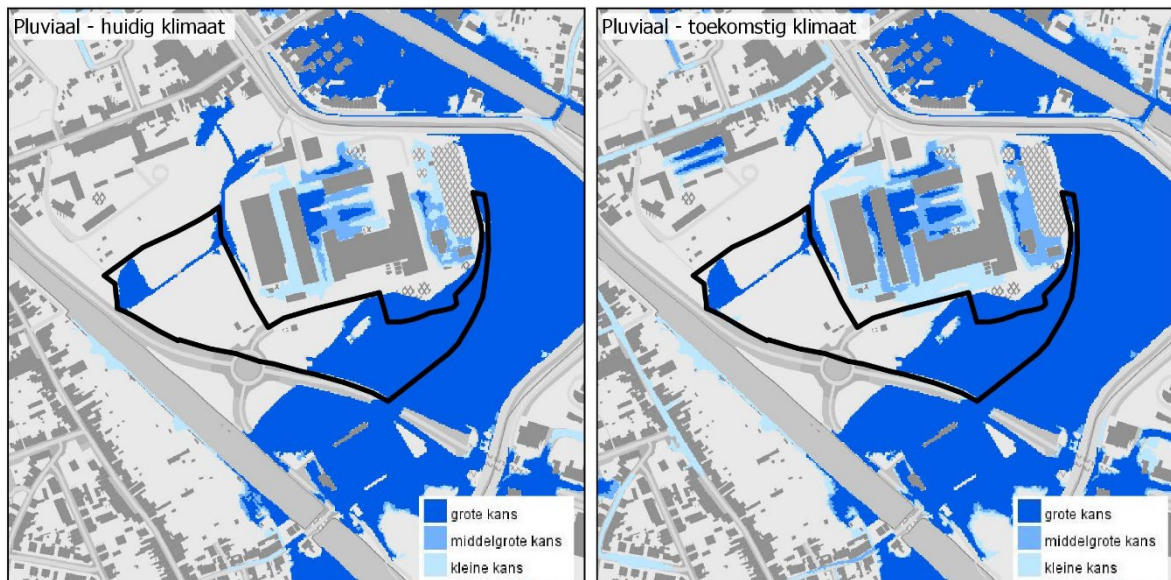 Pluviaal - huidig klimaat
grote kans
middelgrote kans
kleine kans
Pluviaal - toekomstig klimaat
grote kans
middelgrote kans
kleine kans